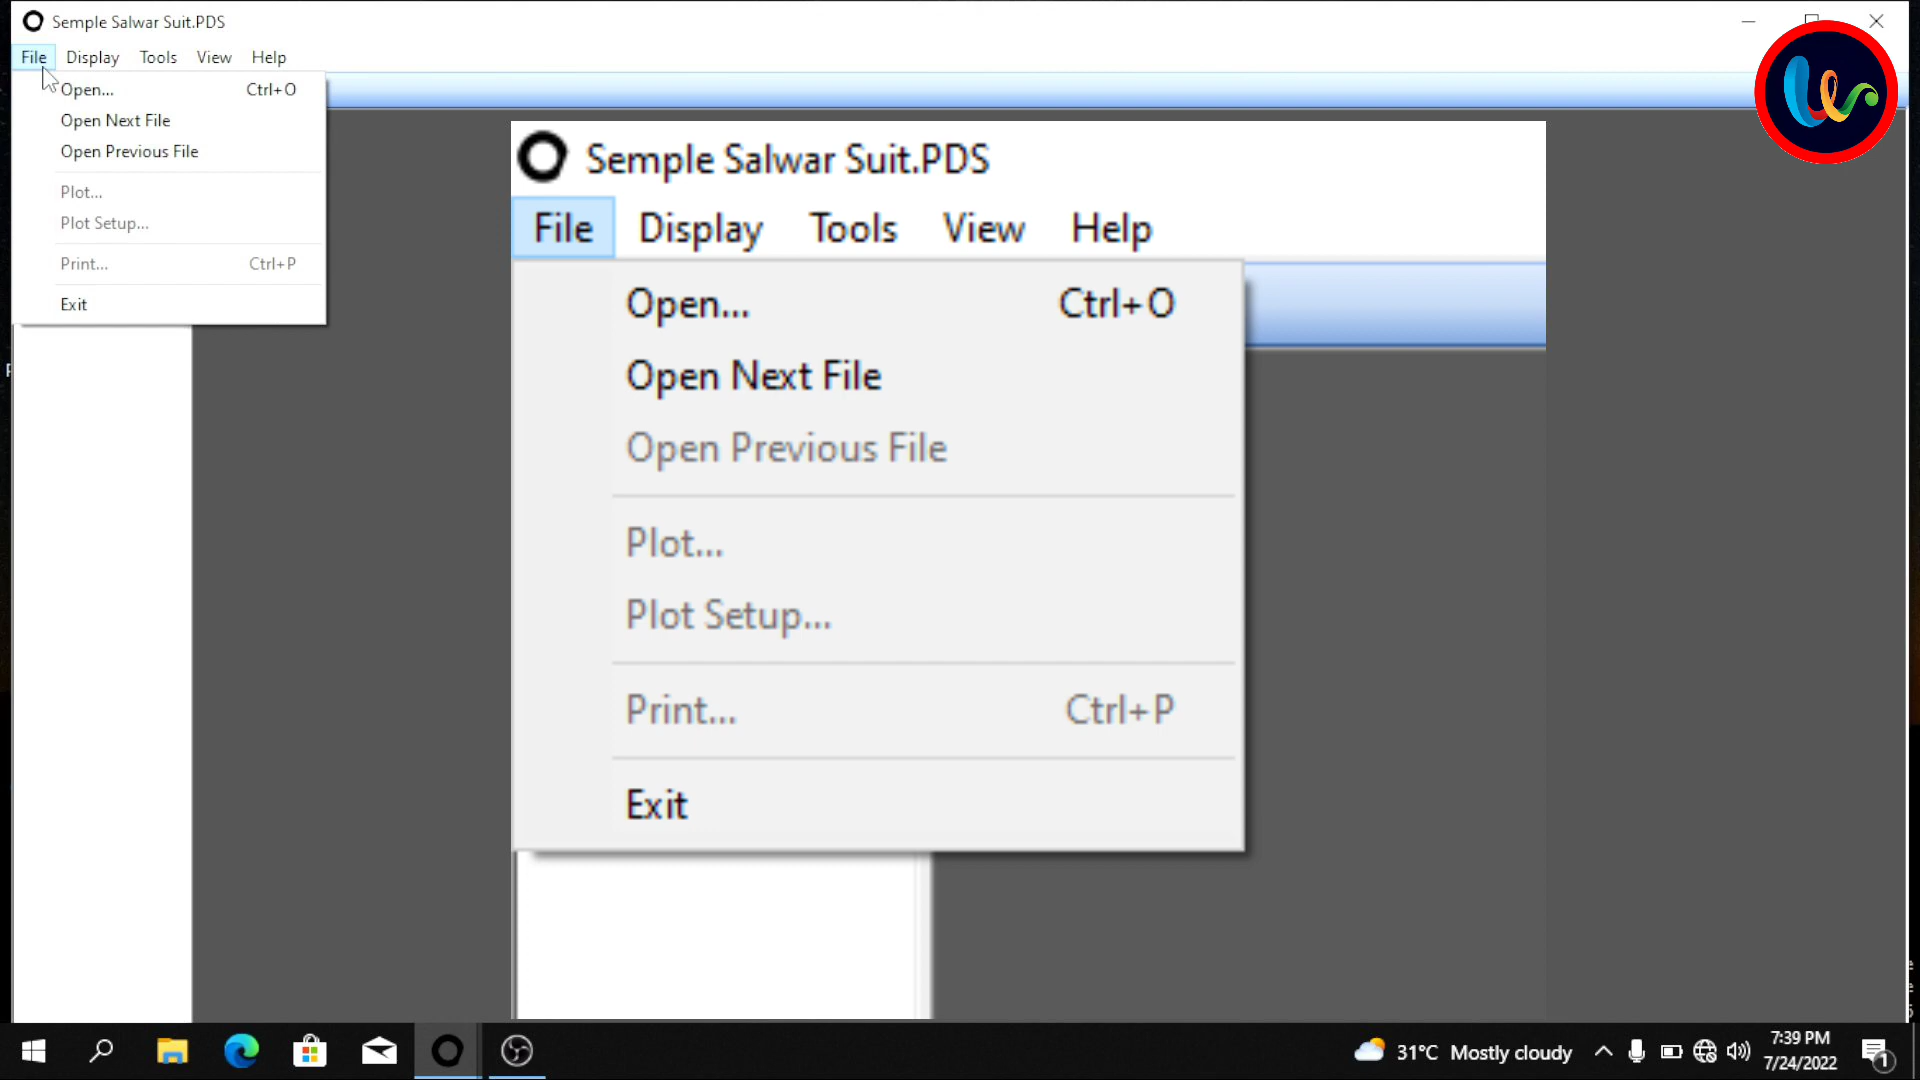 Semple Salwar Suit.PDS
File Display Tools View Help
Open... Ctrl+O
Open Next File
Open Previous File
Plot...
Plot Setup...
Print... Ctrl+P
Exit
Semple Salwar Suit.PDS
File Display Tools View Help
Open... Ctrl+O
Open Next File
Open Previous File
Plot...
Plot Setup...
Print... Ctrl+P
Exit
31°C Mostly cloudy
7:39 PM
7/24/2022
1